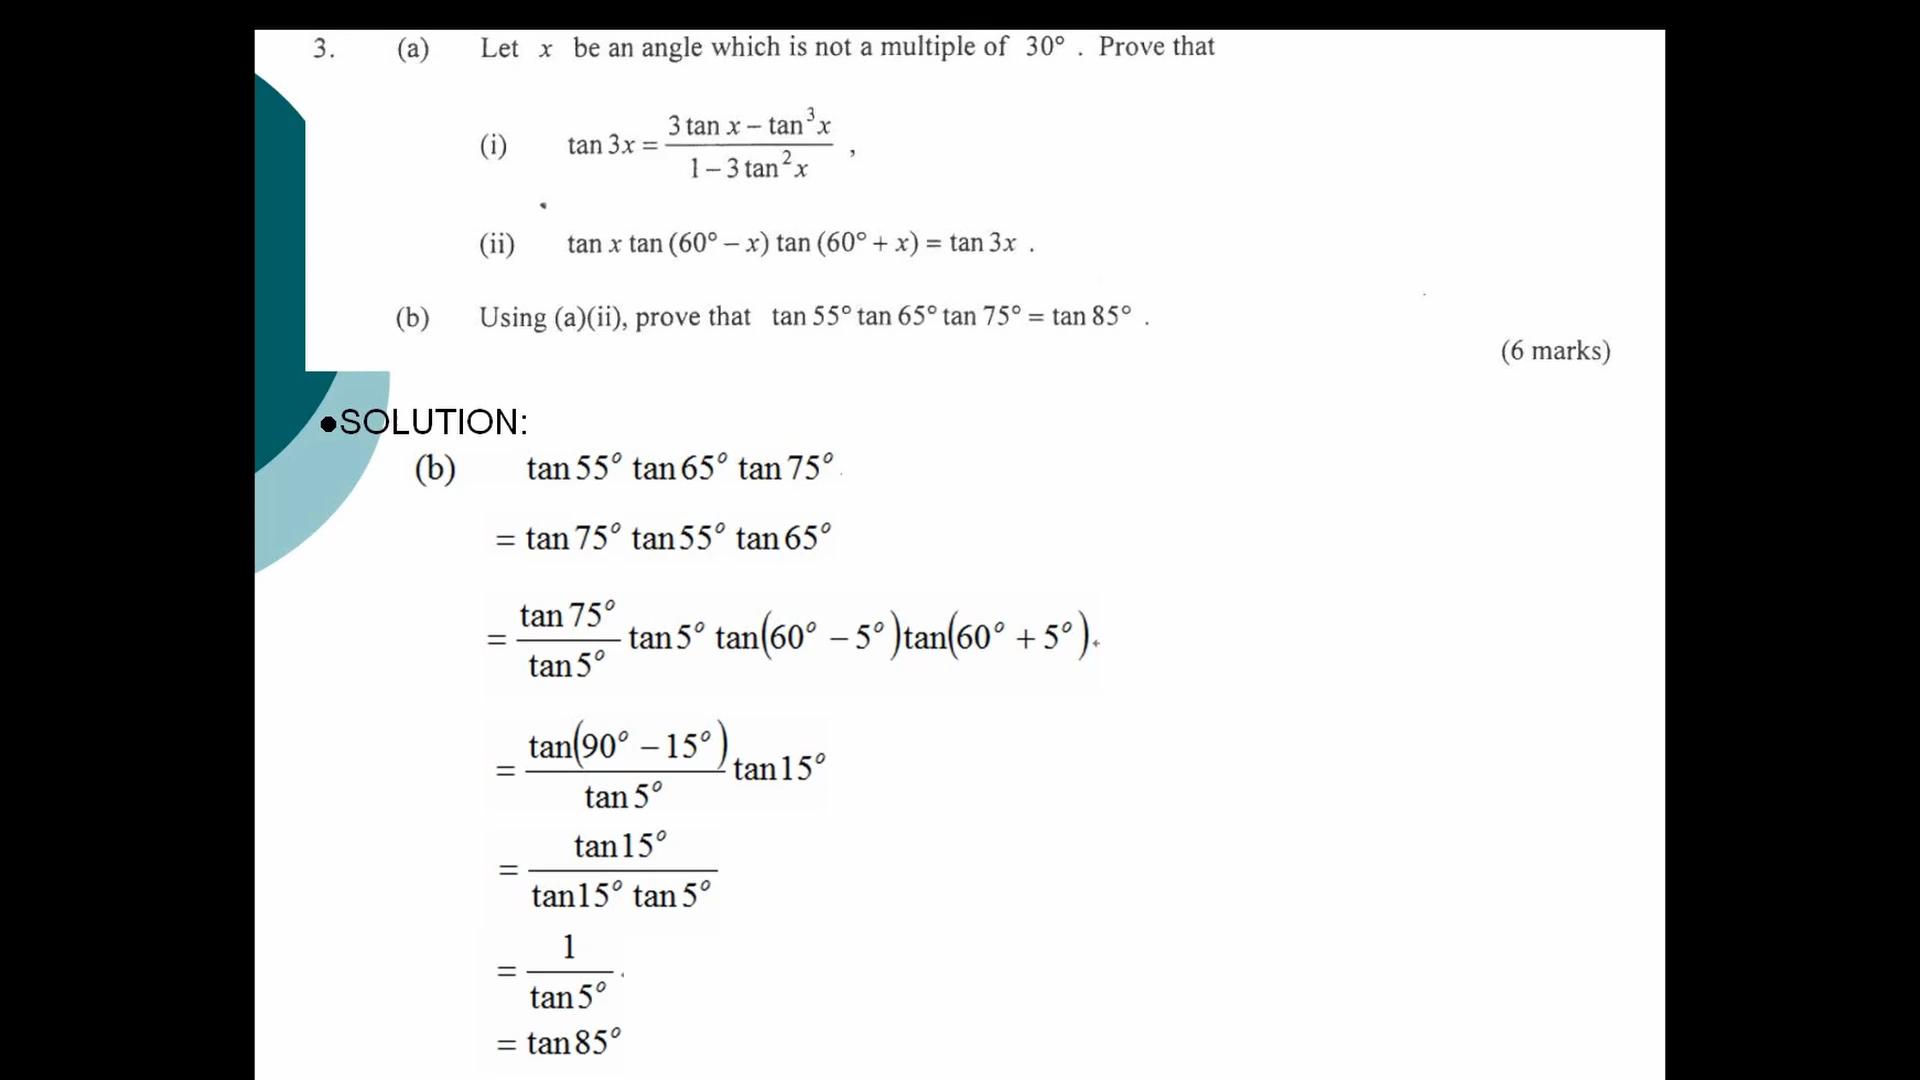 3. (a) Let x be an angle which is not a multiple of 30° . Prove that
(i) tan 3x = (3 tan x − tan³x)/(1 − 3 tan²x) ,
(ii) tan x tan (60° − x) tan (60° + x) = tan 3x .
(b) Using (a)(ii), prove that tan 55° tan 65° tan 75° = tan 85° .
(6 marks)
●SOLUTION:
(b) tan 55° tan 65° tan 75°
= tan 75° tan 55° tan 65°
= (tan 75°)/(tan 5°) tan 5° tan(60° − 5°)tan(60° + 5°).
= (tan(90° − 15°))/(tan 5°) tan 15°
= (tan 15°)/(tan 15° tan 5°)
= 1/(tan 5°) .
= tan 85°